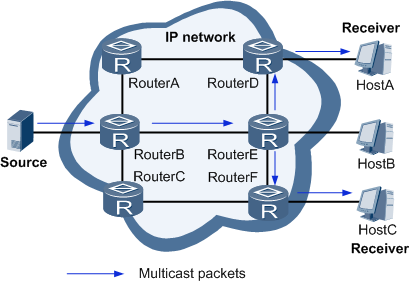 IP network
Receiver
R
R
RouterA
RouterD
HostA
R
R
Source
RouterB
RouterE
HostB
RouterC
RouterF
R
R
HostC
Receiver
Multicast packets